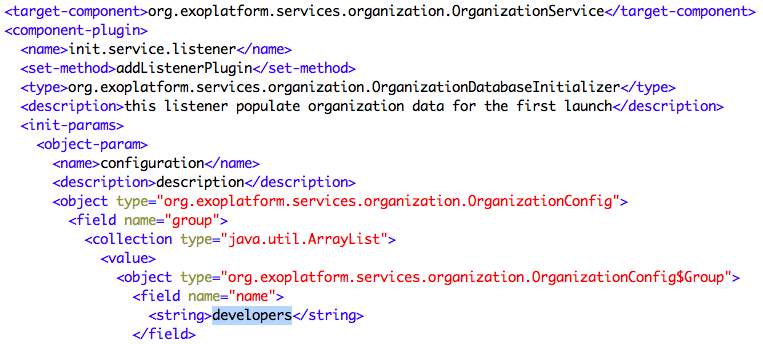 <target-component>org.exoplatform.services.organization.OrganizationService</target-component>
<component-plugin>
<name>init.service.listener</name>
<set-method>addListenerPlugin</set-method>
<type>org.exoplatform.services.organization.OrganizationDatabaseInitializer</type>
<description>this listener populate organization data for the first launch</description>
<init-params>
<object-param>
<name>configuration</name>
<description>description</description>
<object type="org.exoplatform.services.organization.OrganizationConfig">
<field name="group">
<collection type="java.util.ArrayList">
<value>
<object type="org.exoplatform.services.organization.OrganizationConfig$Group">
<field name="name">
<string>developers</string>
</field>